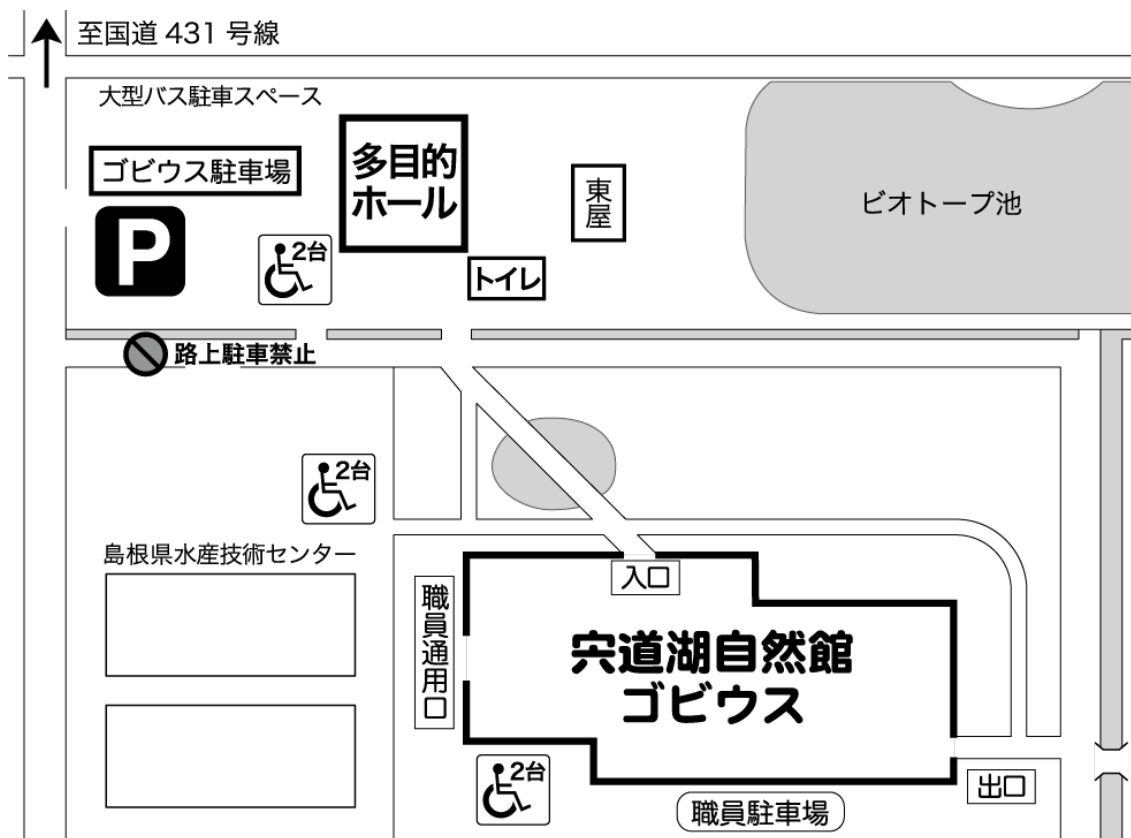 至国道 431 号線
大型バス駐車スペース
ゴビウス駐車場
P
2台
多目的
ホール
東屋
トイレ
ビオトープ池
路上駐車禁止
2台
島根県水産技術センター
入口
職員通用口
宍道湖自然館
ゴビウス
2台
職員駐車場
出口